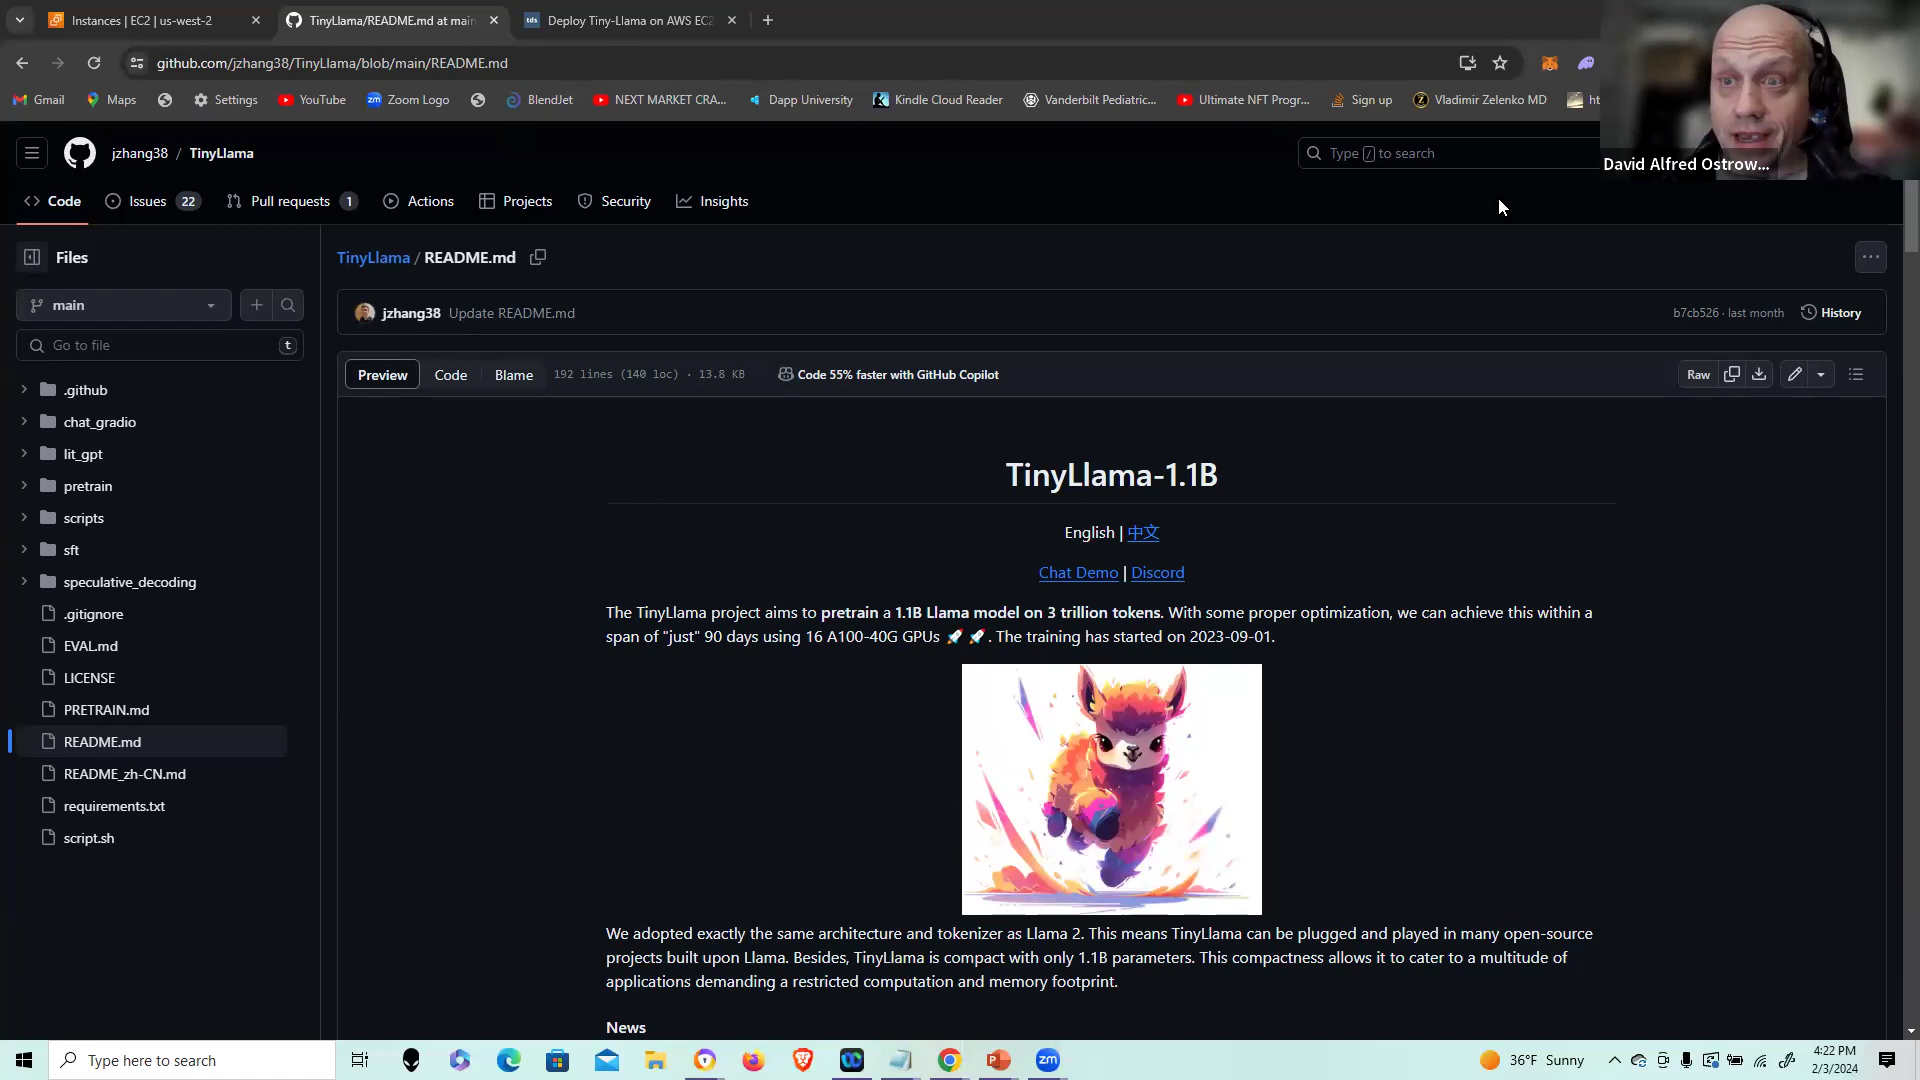 Instances | EC2 | us-west-2
TinyLlama/README.md at main
tds
Deploy Tiny-Llama on AWS EC2
github.com/jzhang38/TinyLlama/blob/main/README.md
Gmail
Maps
Settings
YouTube
zm Zoom Logo
BlendJet
NEXT MARKET CRA...
Dapp University
Kindle Cloud Reader
Vanderbilt Pediatric...
Ultimate NFT Progr...
Sign up
Vladimir Zelenko MD
ht
jzhang38 / TinyLlama
Type / to search
David Alfred Ostrow...
Code
Issues 22
Pull requests 1
Actions
Projects
Security
Insights
Files
TinyLlama / README.md
main
jzhang38 Update README.md
b7cb526 · last month
History
Go to file
t
Preview
Code
Blame
192 lines (140 loc) · 13.8 KB
Code 55% faster with GitHub Copilot
Raw
.github
chat_gradio
lit_gpt
pretrain
scripts
sft
speculative_decoding
.gitignore
EVAL.md
LICENSE
PRETRAIN.md
README.md
README_zh-CN.md
requirements.txt
script.sh
TinyLlama-1.1B
English | 中文
Chat Demo | Discord
The TinyLlama project aims to pretrain a 1.1B Llama model on 3 trillion tokens. With some proper optimization, we can achieve this within a
span of "just" 90 days using 16 A100-40G GPUs 🚀🚀. The training has started on 2023-09-01.
We adopted exactly the same architecture and tokenizer as Llama 2. This means TinyLlama can be plugged and played in many open-source
projects built upon Llama. Besides, TinyLlama is compact with only 1.1B parameters. This compactness allows it to cater to a multitude of
applications demanding a restricted computation and memory footprint.
News
Type here to search
zm
36°F Sunny
4:22 PM
2/3/2024